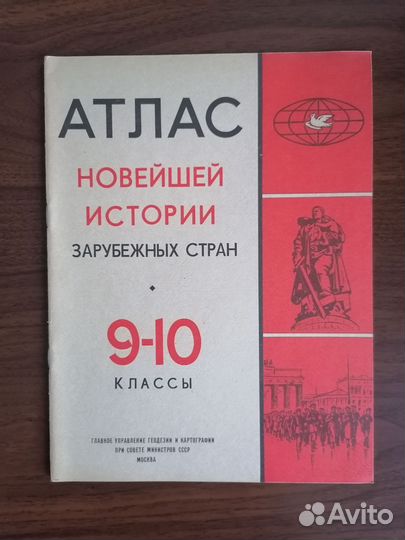 АТЛАС
НОВЕЙШЕЙ
ИСТОРИИ
ЗАРУБЕЖНЫХ СТРАН
9-10
КЛАССЫ
ГЛАВНОЕ УПРАВЛЕНИЕ ГЕОДЕЗИИ И КАРТОГРАФИИ
ПРИ СОВЕТЕ МИНИСТРОВ СССР
МОСКВА
Avito